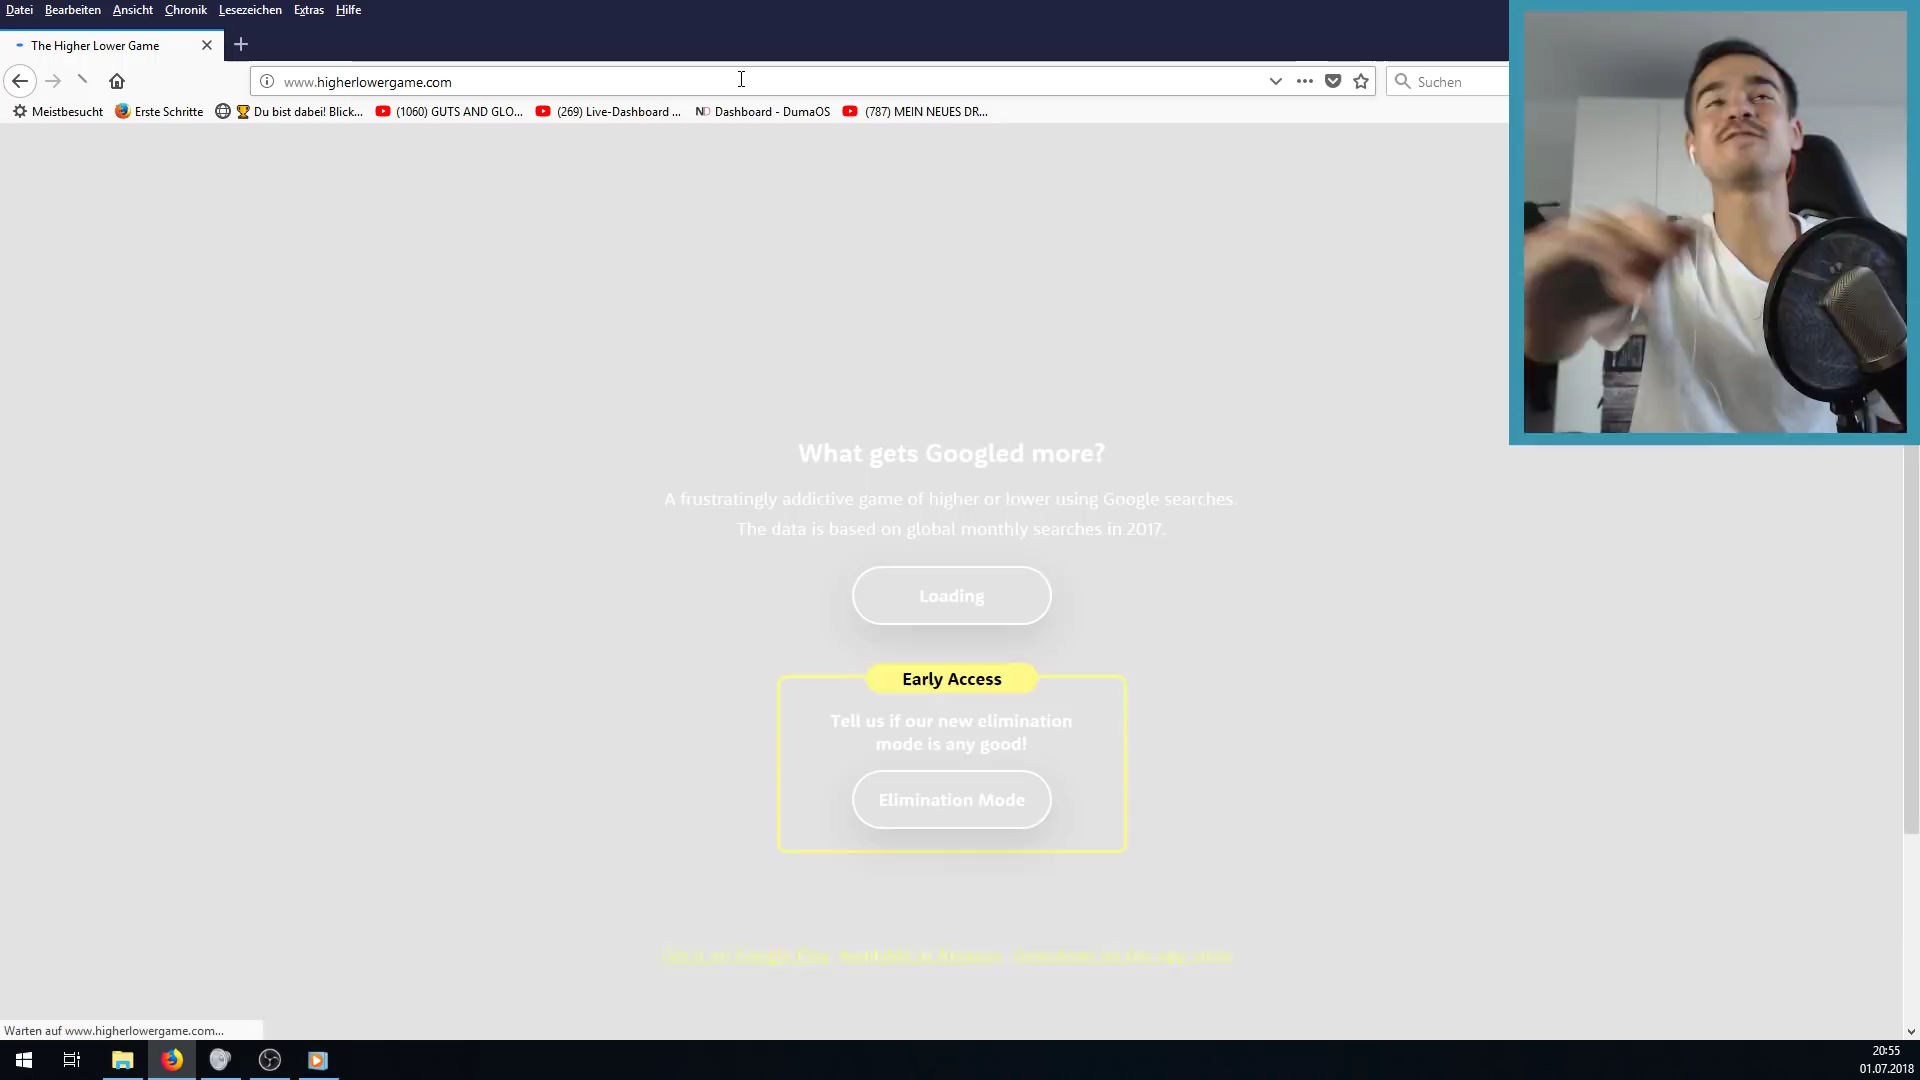 Datei Bearbeiten Ansicht Chronik Lesezeichen Extras Hilfe
The Higher Lower Game
www.higherlowergame.com
Suchen
Meistbesucht Erste Schritte Du bist dabei! Blick... (1060) GUTS AND GLO... (269) Live-Dashboard ... ND Dashboard - DumaOS (787) MEIN NEUES DR...
What gets Googled more?
A frustratingly addictive game of higher or lower using Google searches.
The data is based on global monthly searches in 2017.
Loading
Early Access
Tell us if our new elimination
mode is any good!
Elimination Mode
Warten auf www.higherlowergame.com...
20:55
01.07.2018